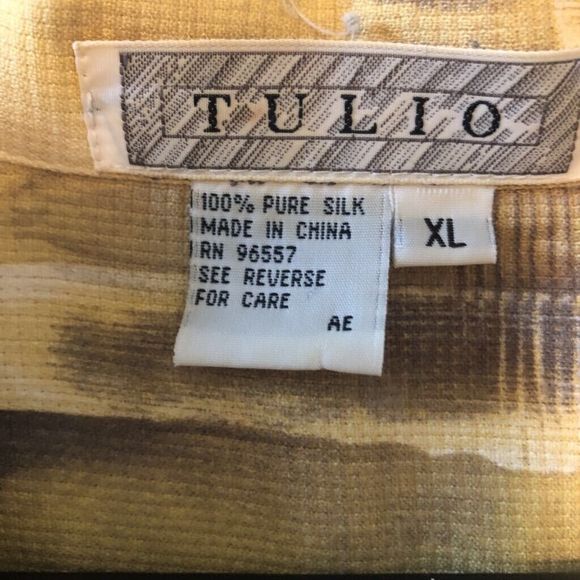 TULIO
100% PURE SILK
MADE IN CHINA
RN 96557
SEE REVERSE
FOR CARE
AE
XL